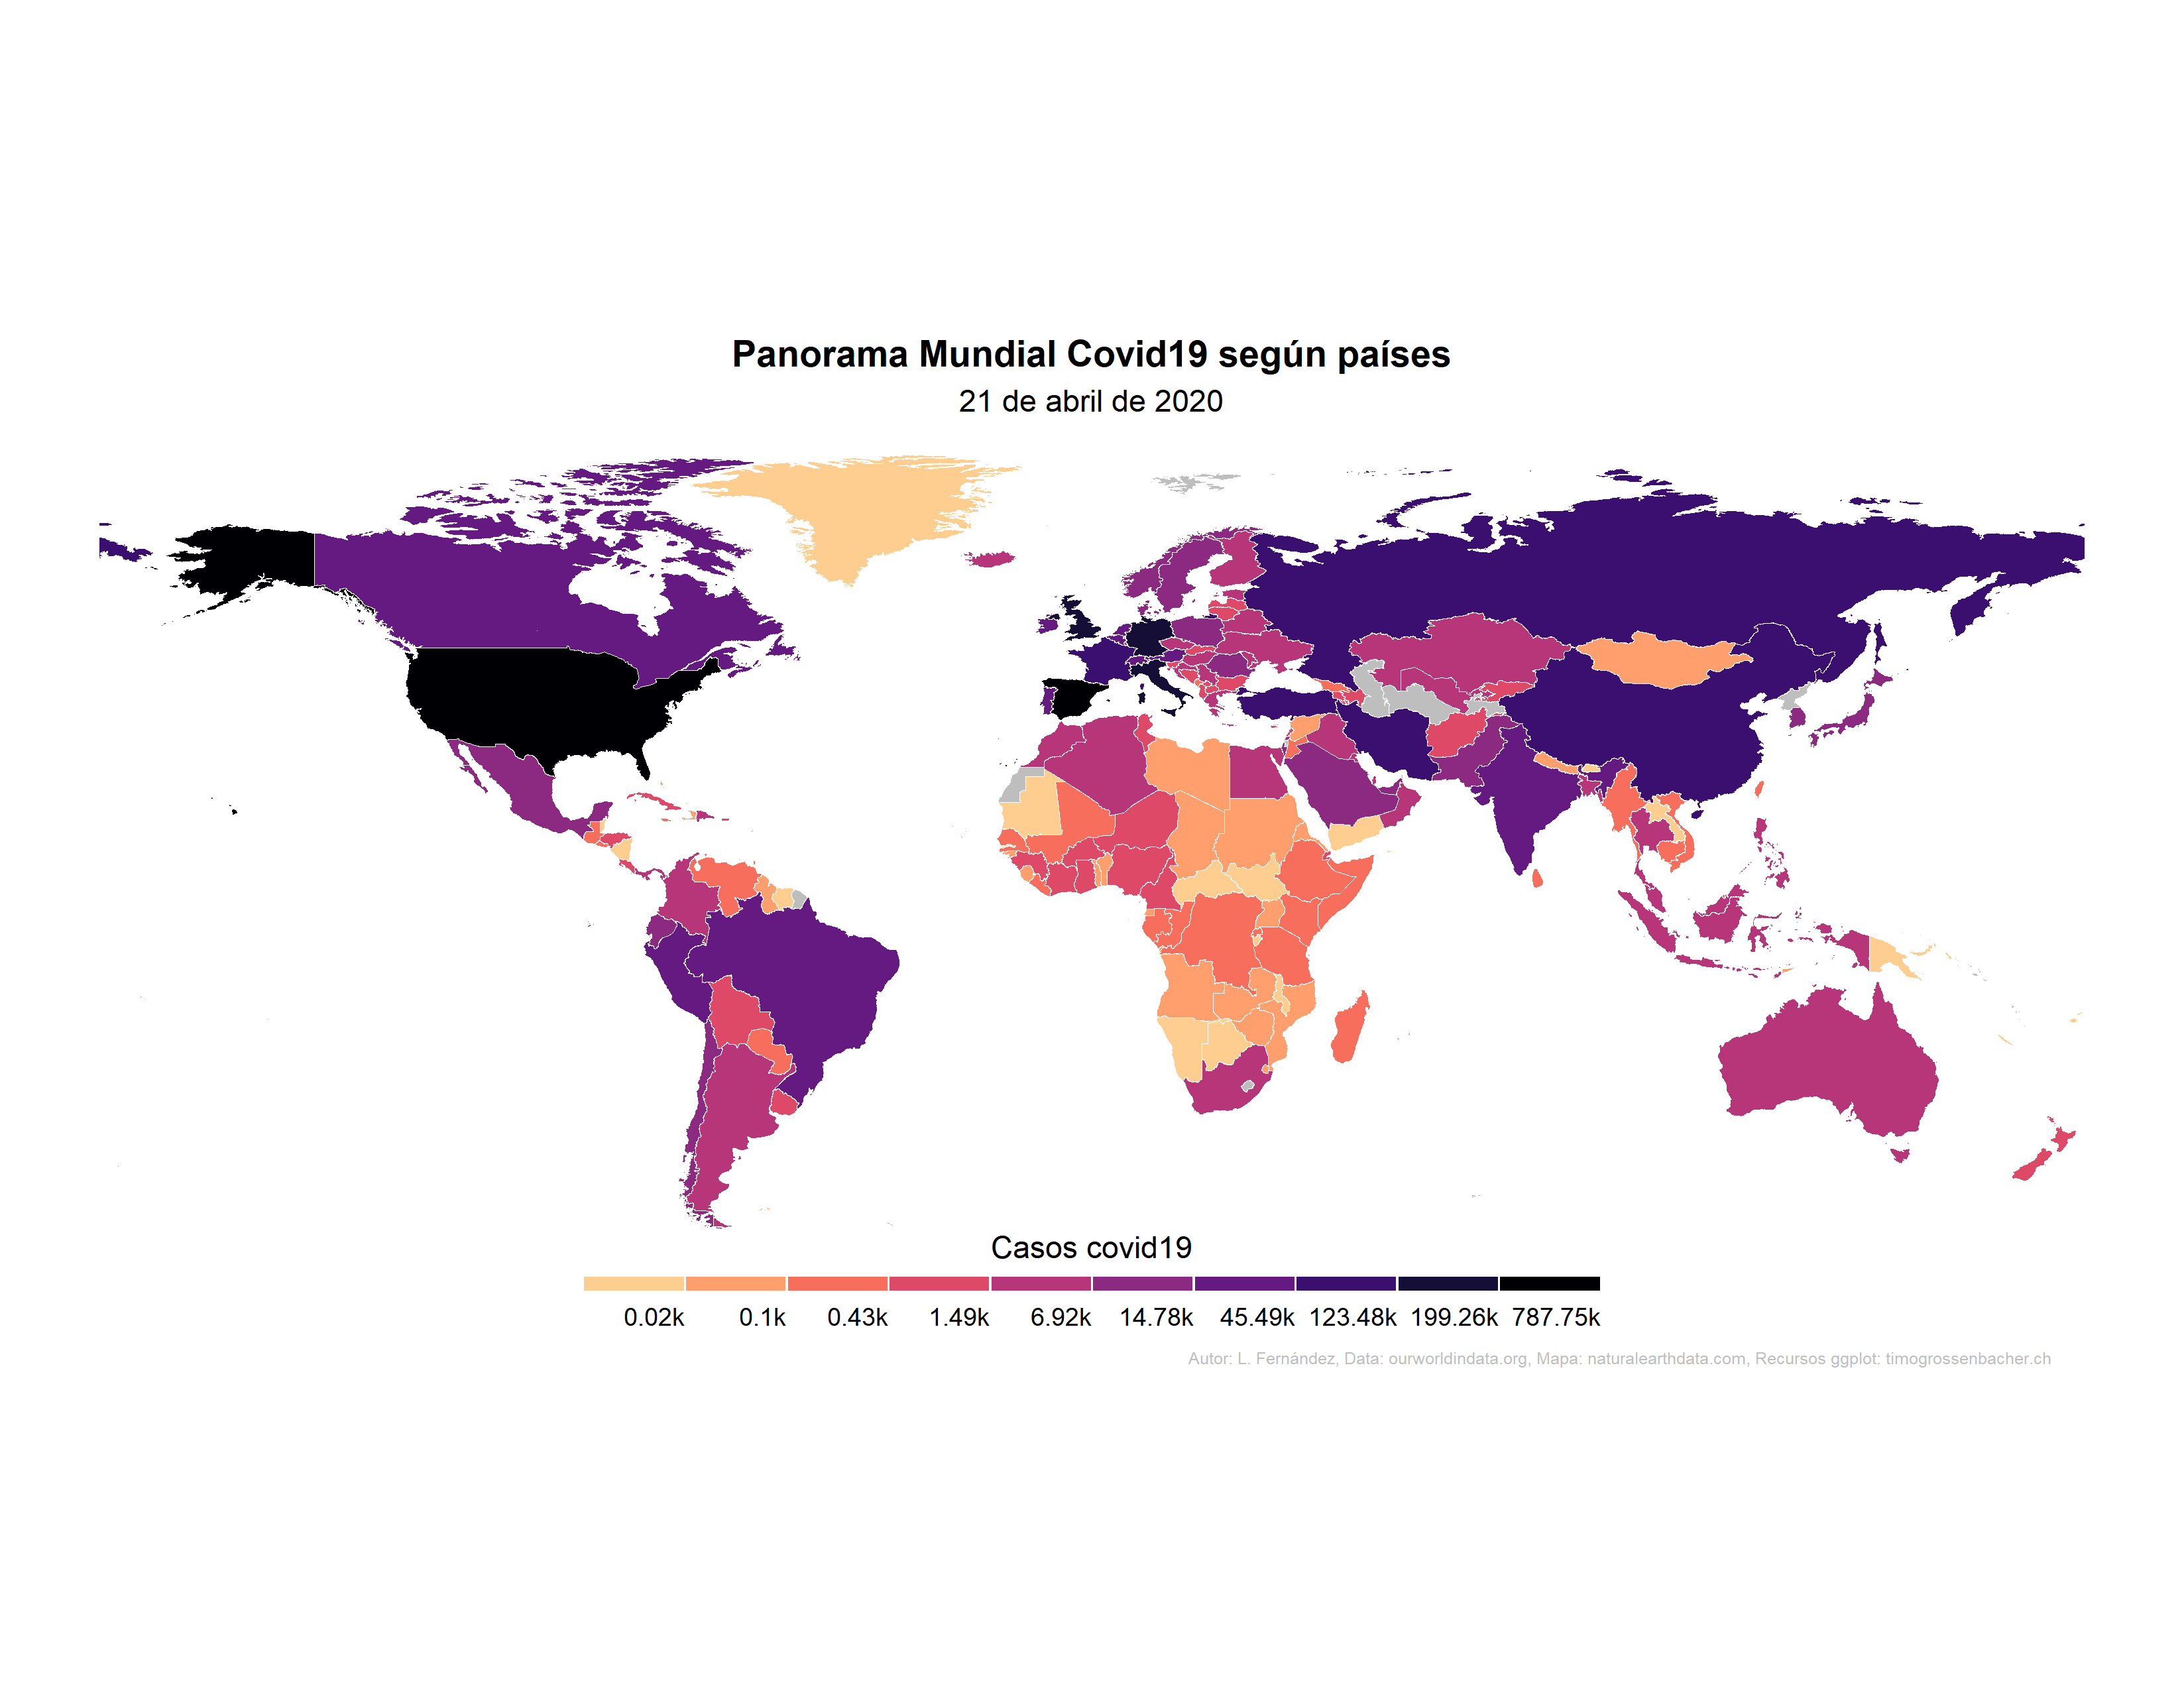 Panorama Mundial Covid19 según países
21 de abril de 2020
Casos covid19
0.02k 0.1k 0.43k 1.49k 6.92k 14.78k 45.49k 123.48k 199.26k 787.75k
Autor: L. Fernández, Data: ourworldindata.org, Mapa: naturalearthdata.com, Recursos ggplot: timogrossenbacher.ch